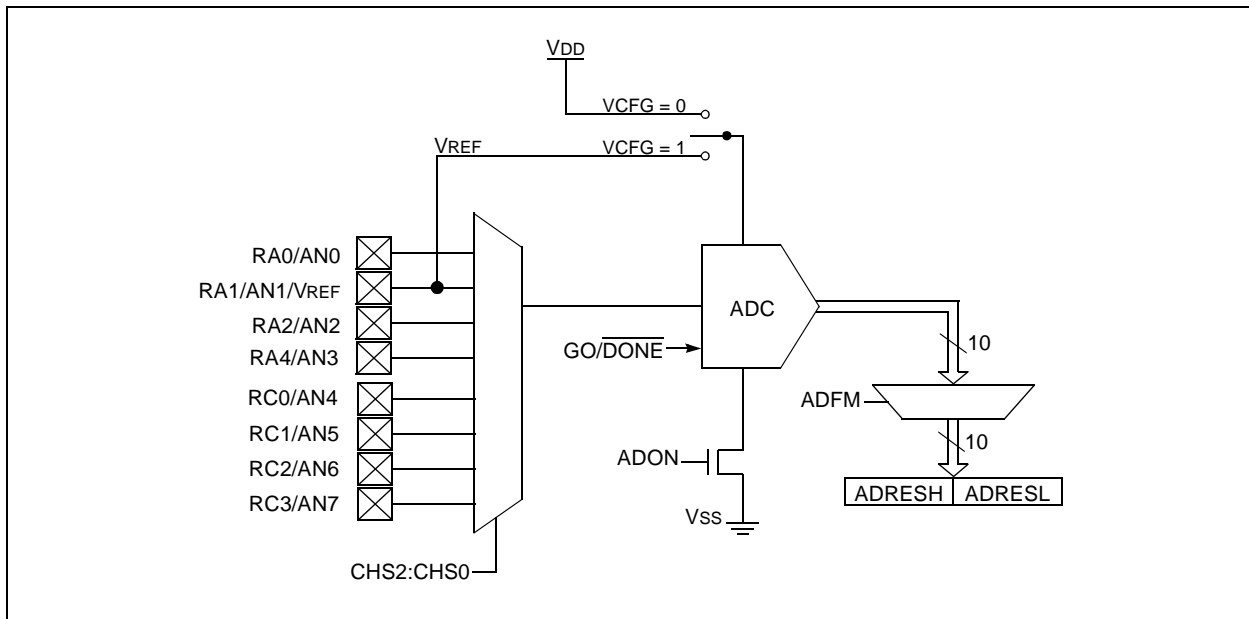 VDD
VCFG = 0
VREF
VCFG = 1
RA0/AN0
RA1/AN1/VREF
RA2/AN2
RA4/AN3
RC0/AN4
RC1/AN5
RC2/AN6
RC3/AN7
CHS2:CHS0
ADC
GO/DONE
ADON
VSS
10
ADFM
10
ADRESH ADRESL